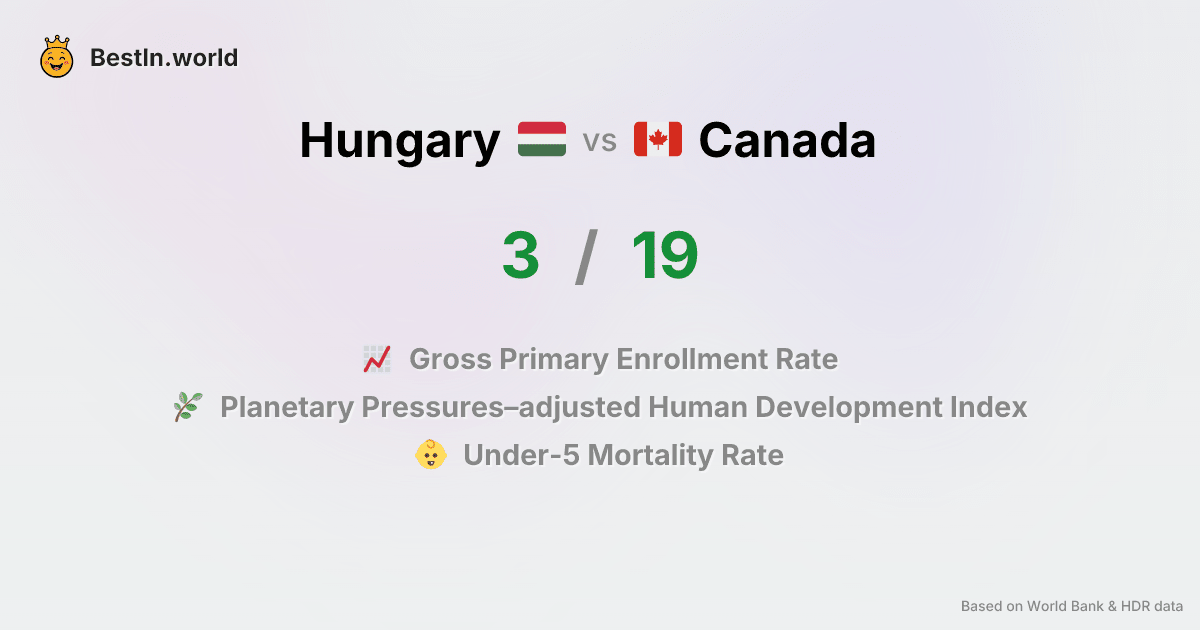 BestIn.world
Hungary vs Canada
3 / 19
Gross Primary Enrollment Rate
Planetary Pressures–adjusted Human Development Index
Under-5 Mortality Rate
Based on World Bank & HDR data